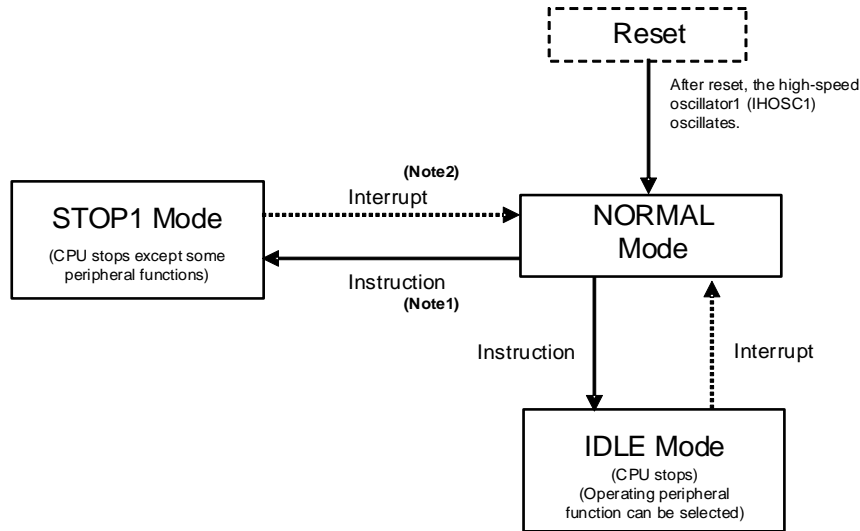 Reset
After reset, the high-speed
oscillator1 (IHOSC1)
oscillates.
(Note2)
Interrupt
STOP1 Mode
(CPU stops except some
peripheral functions)
NORMAL
Mode
Instruction
(Note1)
Instruction
Interrupt
IDLE Mode
(CPU stops)
(Operating peripheral
function can be selected)